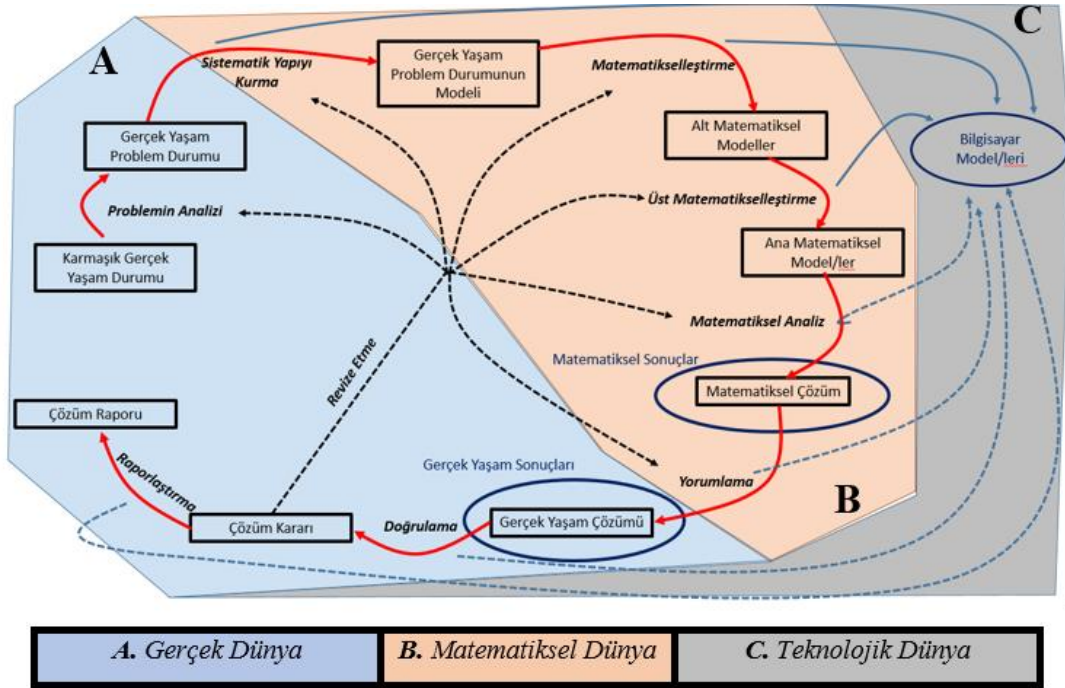 A
C
Sistematik Yapıyı
Kurma
Gerçek Yaşam
Problem Durumunun
Modeli
Matematikselleştirme
Gerçek Yaşam
Problem Durumu
Alt Matematiksel
Modeller
Bilgisayar
Model/leri
Problemin Analizi
Üst Matematikselleştirme
Karmaşık Gerçek
Yaşam Durumu
Ana Matematiksel
Model/ler
Matematiksel Analiz
Revize Etme
Matematiksel Sonuçlar
Matematiksel Çözüm
Çözüm Raporu
Raporlaştırma
Gerçek Yaşam Sonuçları
Yorumlama
B
Çözüm Kararı
Doğrulama
Gerçek Yaşam Çözümü
A. Gerçek Dünya
B. Matematiksel Dünya
C. Teknolojik Dünya